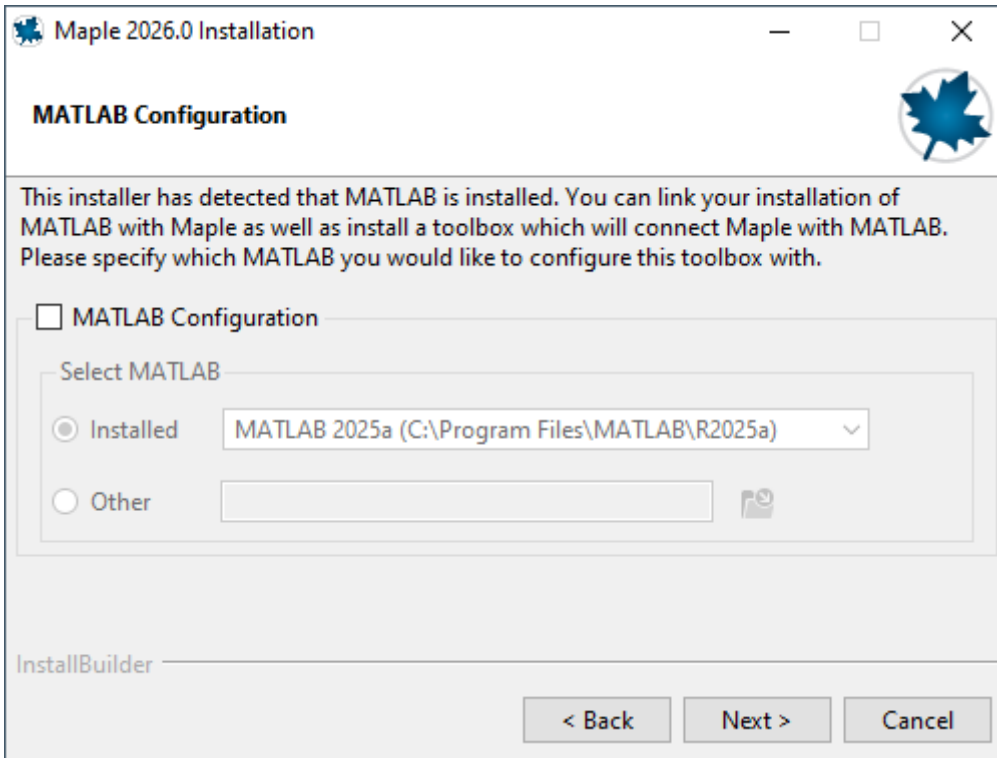 Maple 2026.0 Installation
MATLAB Configuration
This installer has detected that MATLAB is installed. You can link your installation of
MATLAB with Maple as well as install a toolbox which will connect Maple with MATLAB.
Please specify which MATLAB you would like to configure this toolbox with.
MATLAB Configuration
Select MATLAB
Installed MATLAB 2025a (C:\Program Files\MATLAB\R2025a)
Other
InstallBuilder
< Back Next > Cancel